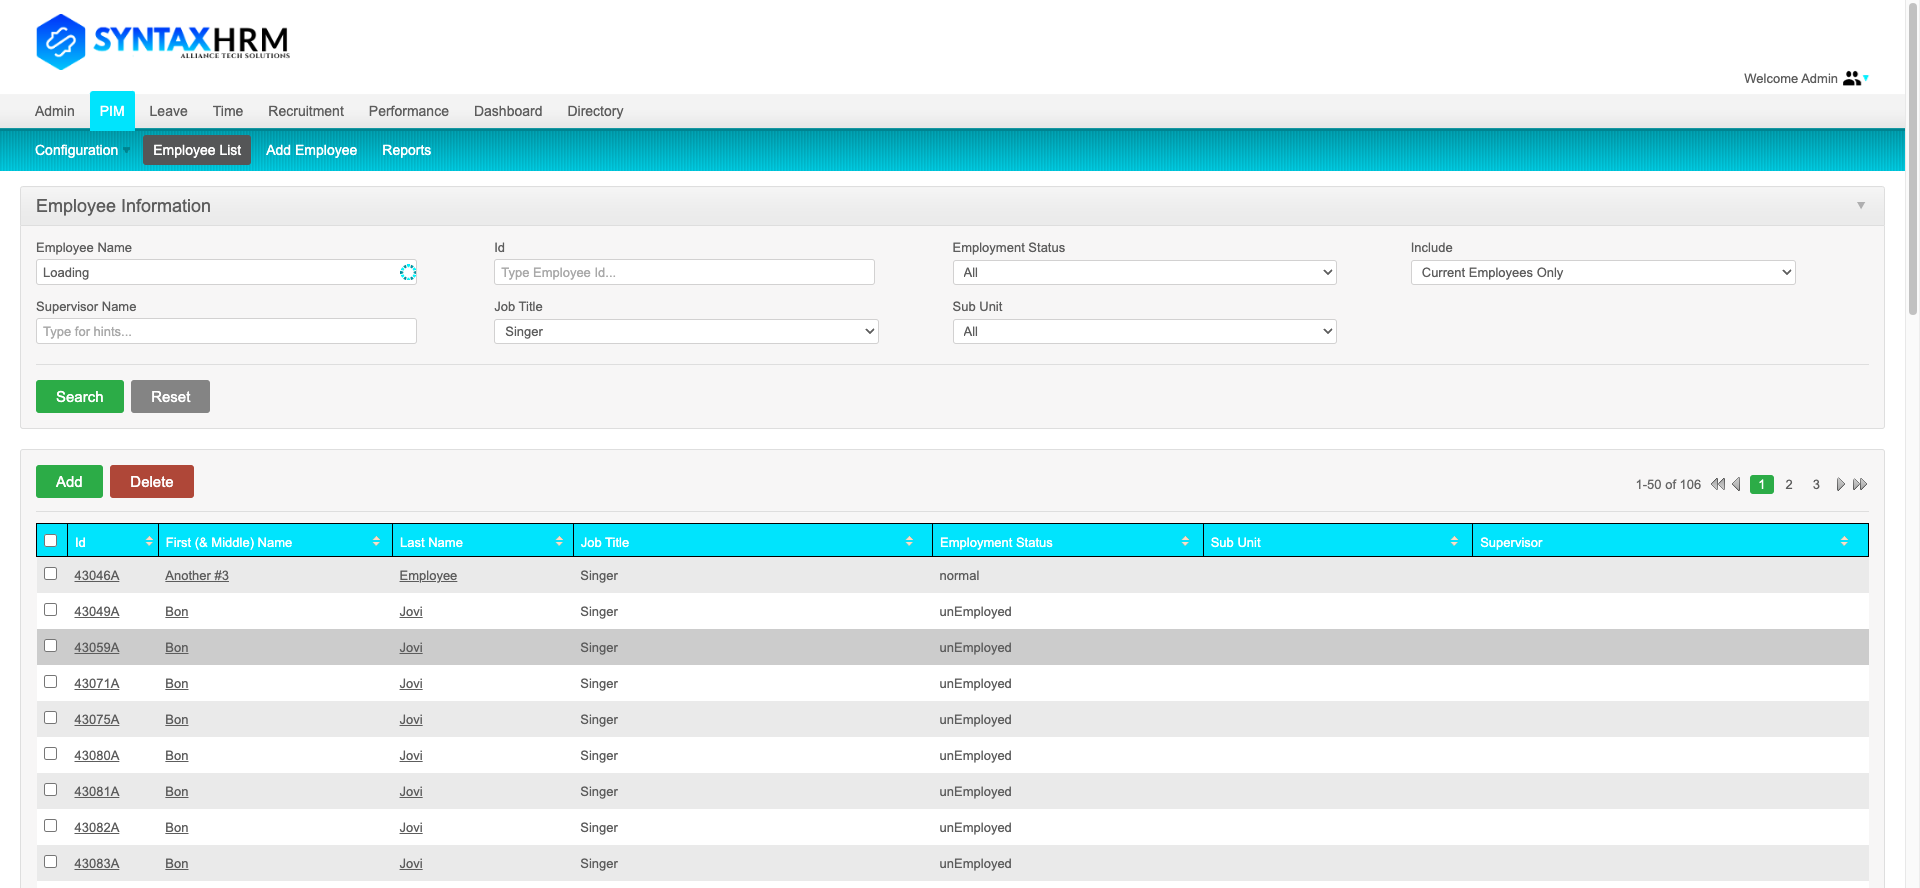 SYNTAXHRM
ALLIANCE TECH SOLUTIONS
Welcome Admin
Admin PIM Leave Time Recruitment Performance Dashboard Directory
Configuration Employee List Add Employee Reports
Employee Information
Employee Name Id Employment Status Include
Loading Type Employee Id... All Current Employees Only
Supervisor Name Job Title Sub Unit
Type for hints... Singer All
Search Reset
Add Delete 1-50 of 106 1 2 3
Id First (& Middle) Name Last Name Job Title Employment Status Sub Unit Supervisor
43046A Another #3 Employee Singer normal
43049A Bon Jovi Singer unEmployed
43059A Bon Jovi Singer unEmployed
43071A Bon Jovi Singer unEmployed
43075A Bon Jovi Singer unEmployed
43080A Bon Jovi Singer unEmployed
43081A Bon Jovi Singer unEmployed
43082A Bon Jovi Singer unEmployed
43083A Bon Jovi Singer unEmployed